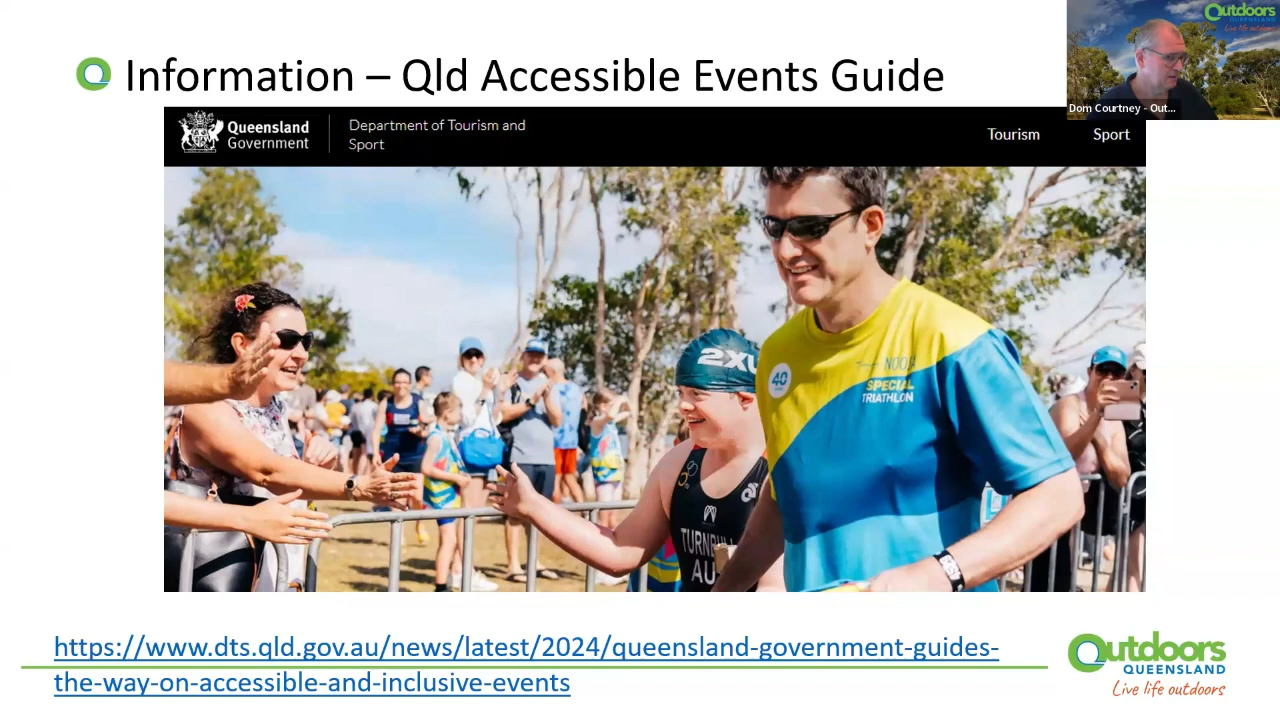 Information – Qld Accessible Events Guide
Outdoors
QUEENSLAND
Live life outdoors
Dom Courtney - Out...
Queensland
Government
Department of Tourism and
Sport
Tourism
Sport
2XU
40
NOOSA
SPECIAL
TRIATHLON
TURNBULL
AU
https://www.dts.qld.gov.au/news/latest/2024/queensland-government-guides-
the-way-on-accessible-and-inclusive-events
Outdoors
QUEENSLAND
Live life outdoors